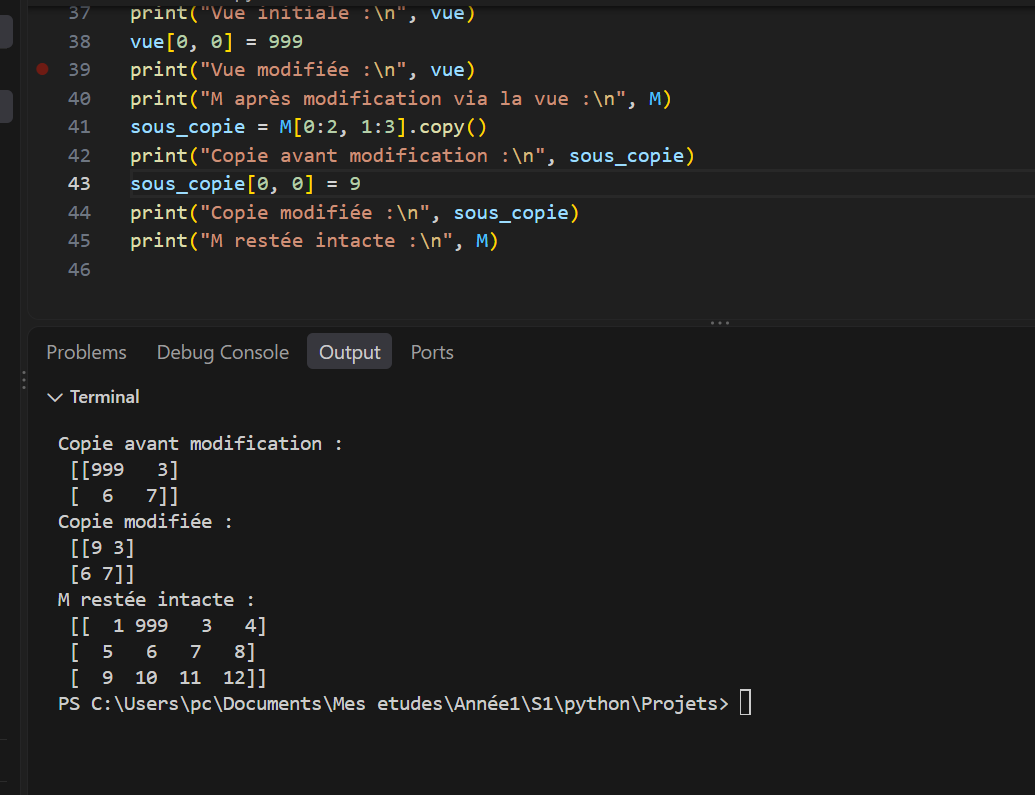 37 print("Vue initiale :\n", vue)
38 vue[0, 0] = 999
39 print("Vue modifiée :\n", vue)
40 print("M après modification via la vue :\n", M)
41 sous_copie = M[0:2, 1:3].copy()
42 print("Copie avant modification :\n", sous_copie)
43 sous_copie[0, 0] = 9
44 print("Copie modifiée :\n", sous_copie)
45 print("M restée intacte :\n", M)
46
Problems Debug Console Output Ports
Terminal
Copie avant modification :
 [[999   3]
 [  6   7]]
Copie modifiée :
 [[9 3]
 [6 7]]
M restée intacte :
 [[  1 999   3   4]
 [  5   6   7   8]
 [  9  10  11  12]]
PS C:\Users\pc\Documents\Mes etudes\Année1\S1\python\Projets>